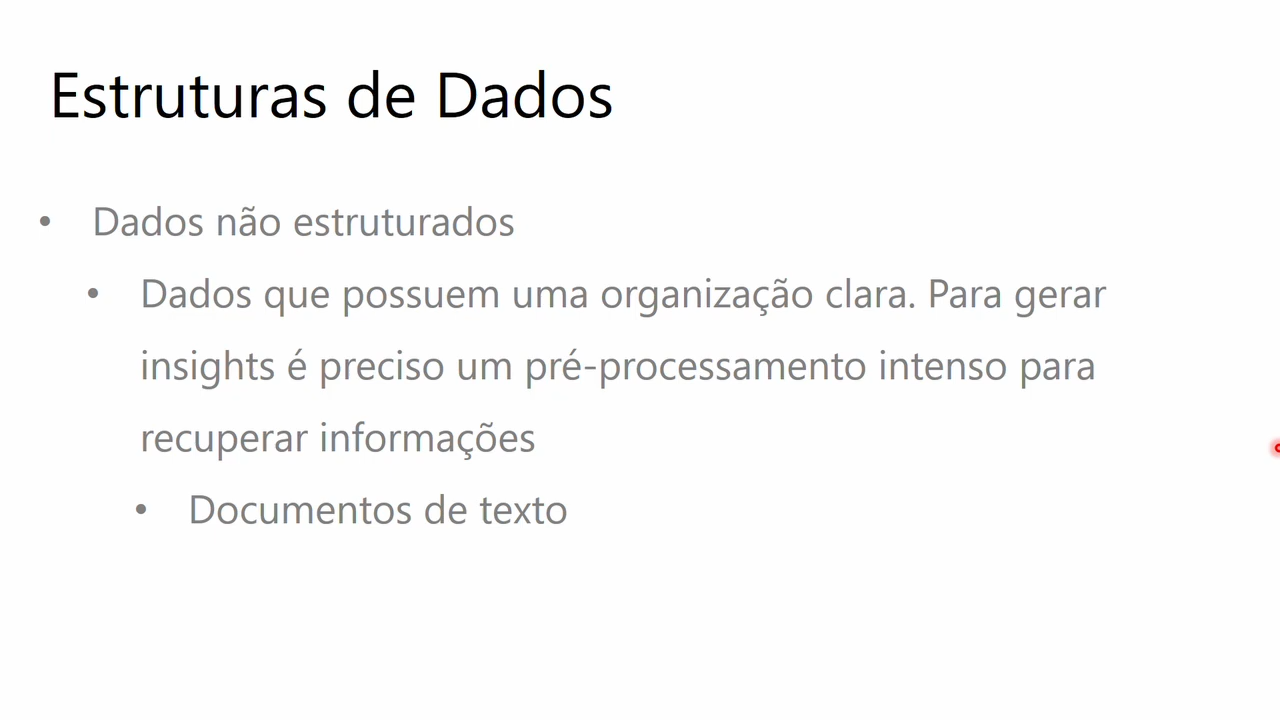 Estruturas de Dados
• Dados não estruturados
• Dados que possuem uma organização clara. Para gerar
insights é preciso um pré-processamento intenso para
recuperar informações
• Documentos de texto